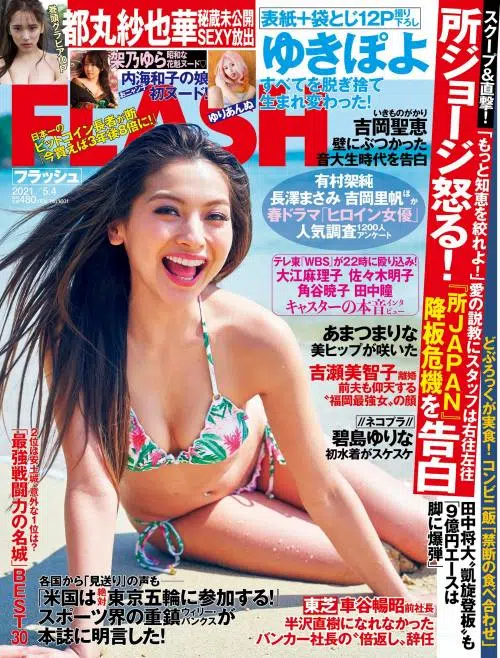 巻頭グラビア10P
都丸紗也華
秘蔵未公開
SEXY放出
架乃ゆら
昭和な
花魁ヌード♡
内海和子の娘
初ヌード!
ゆりあんぬ
表紙+袋とじ12P
撮り
下ろし
ゆきぽよ
すべてを脱ぎ捨て
生まれ変わった!
FLASH
日本一の
ビットコイン長者が断言
「今買えば3年後8倍に!」
フラッシュ
2021. 5.4
480
いきものがかり
吉岡聖恵
壁にぶつかった
音大生時代を告白
有村架純
長澤まさみ 吉岡里帆ほか
春ドラマ「ヒロイン女優」
人気調査
1200人
アンケート
テレ東「WBS」が22時に殴り込み!
大江麻理子 佐々木明子
角谷暁子 田中瞳
キャスターの本音
インタビュー
あまつまりな
美ヒップが咲いた
吉瀬美智子
離婚
前夫も仰天する
“福岡最強女”の顔
\\ネコプラ//
碧島ゆりな
初水着がスケスケ
スクープ&直撃!
「もっと知恵を絞れよ!」
所ジョージ怒る!
愛の説教にスタッフは右往左往
『所JAPAN』
降板危機を告白
どぶろっくが実食!コンビニ飯「禁断の食べ合わせ」
田中将大“凱旋登板”も
「9億円エースは
脚に爆弾」
2位は安土城“意外な1位は?
「最強戦闘力の名城」BEST30
各国から「見送り」の声も
「米国は絶対東京五輪に参加する!」
スポーツ界の重鎮
ウィリー・バンクス
が
本誌に明言した!
東芝 車谷暢昭前社長
半沢直樹になれなかった
バンカー社長の“倍返し”辞任